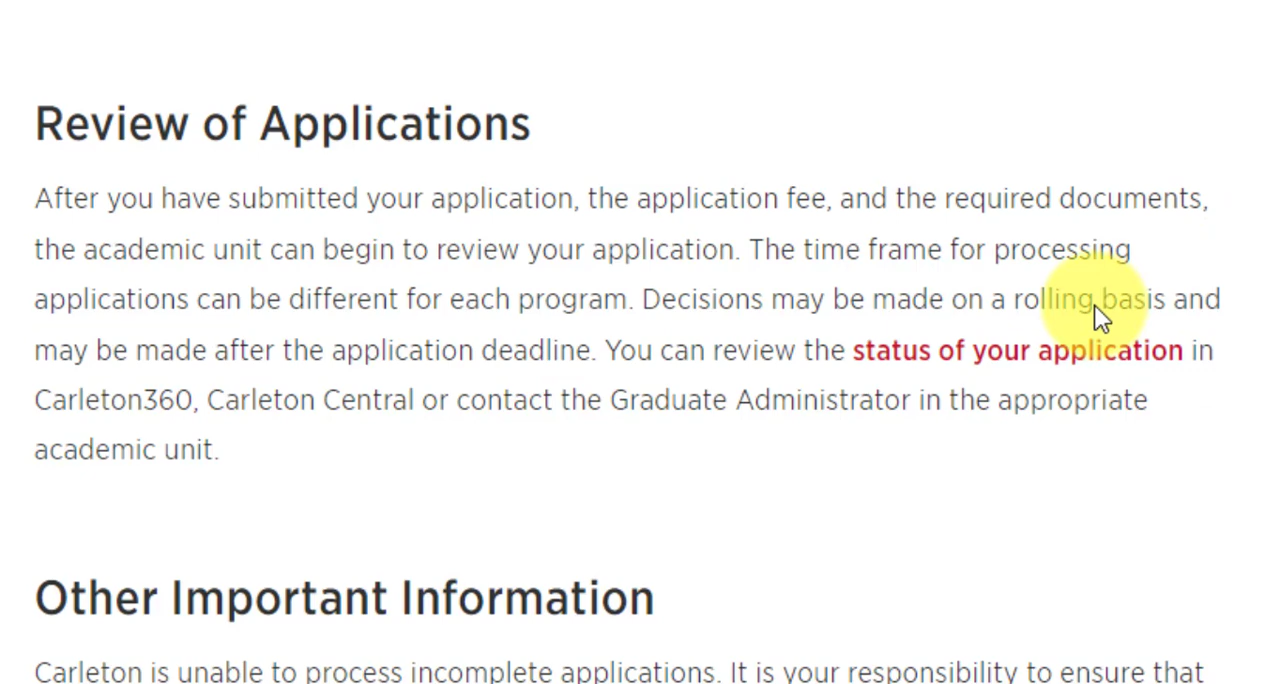 Review of Applications
After you have submitted your application, the application fee, and the required documents,
the academic unit can begin to review your application. The time frame for processing
applications can be different for each program. Decisions may be made on a rolling basis and
may be made after the application deadline. You can review the status of your application in
Carleton360, Carleton Central or contact the Graduate Administrator in the appropriate
academic unit.
Other Important Information
Carleton is unable to process incomplete applications. It is your responsibility to ensure that